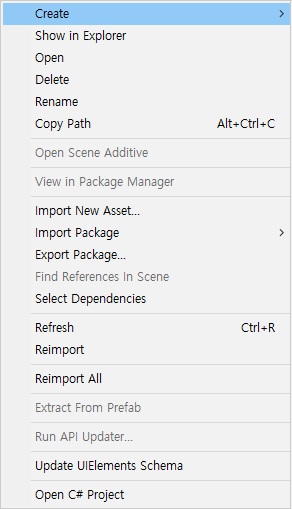 Create
Show in Explorer
Open
Delete
Rename
Copy Path Alt+Ctrl+C
Open Scene Additive
View in Package Manager
Import New Asset...
Import Package
Export Package...
Find References In Scene
Select Dependencies
Refresh Ctrl+R
Reimport
Reimport All
Extract From Prefab
Run API Updater...
Update UIElements Schema
Open C# Project